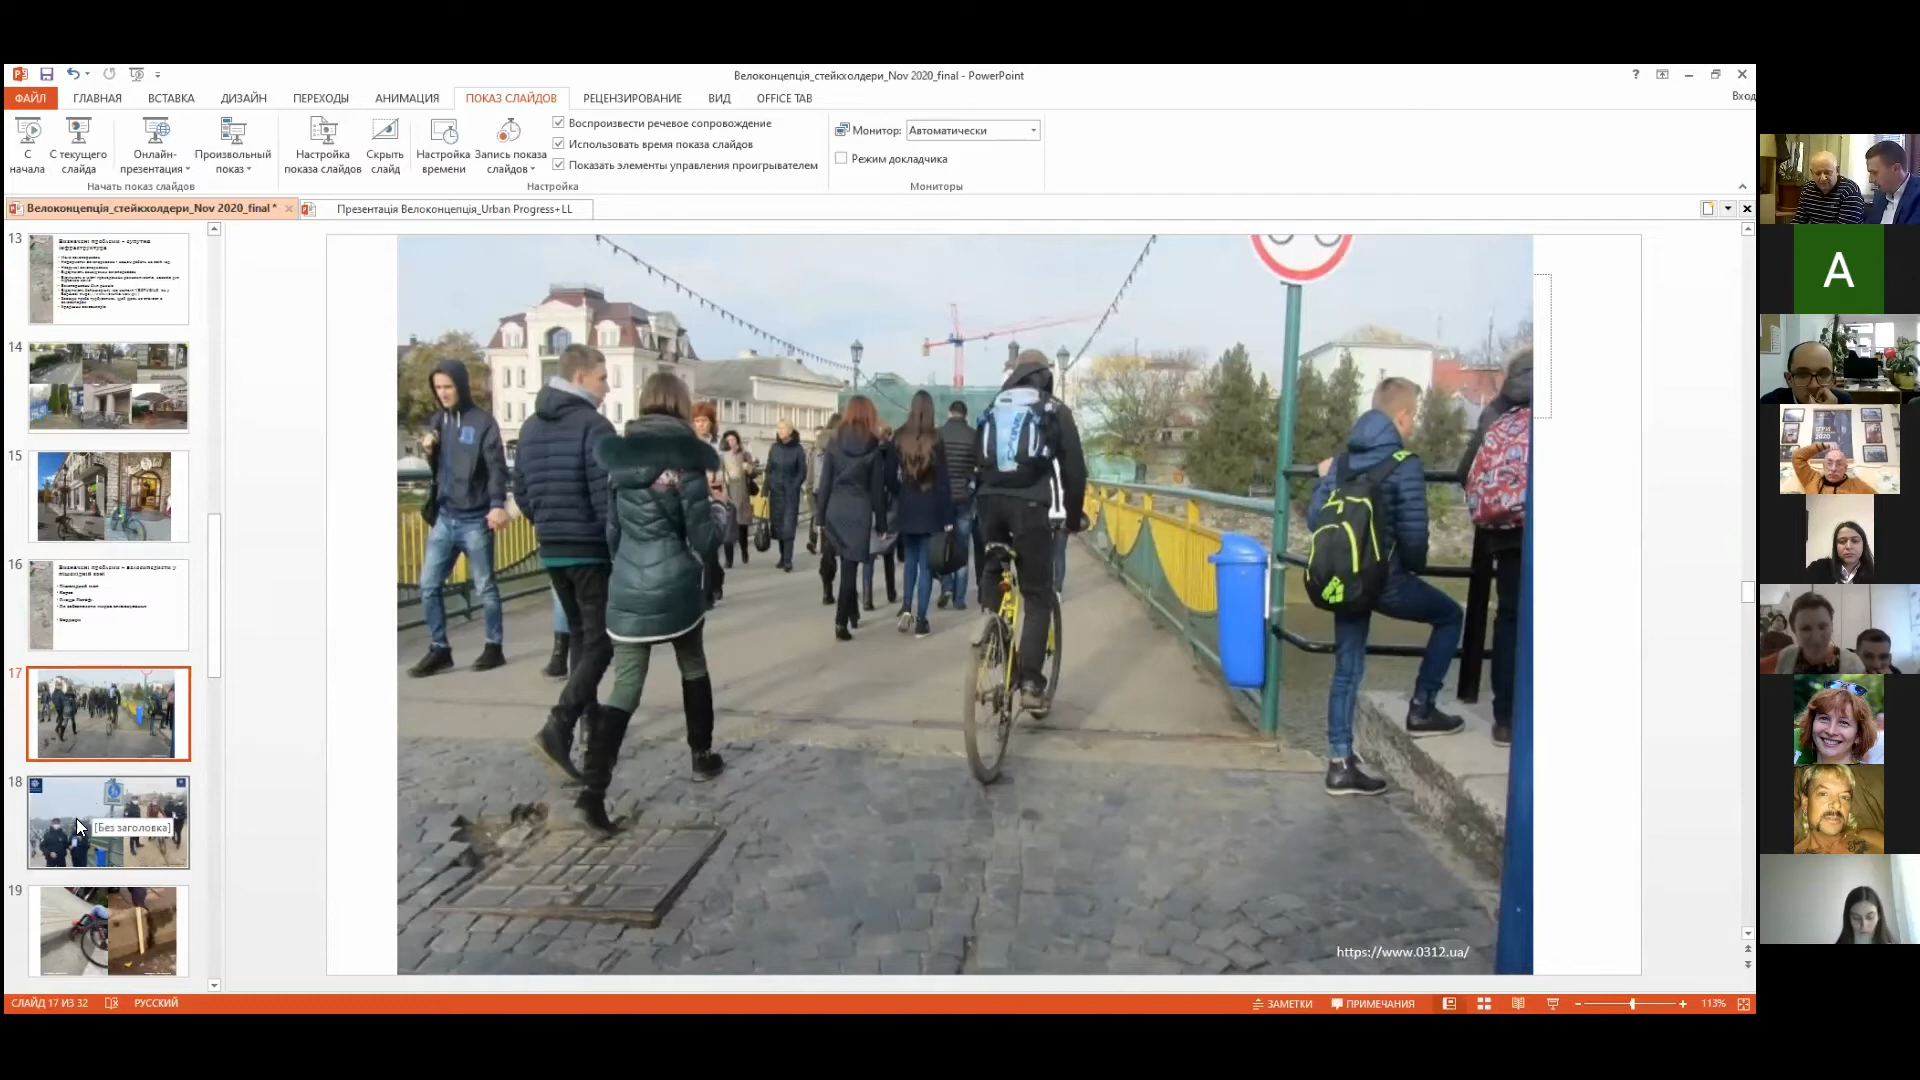 Велоконцепція_стейкхолдери_Nov 2020_final - PowerPoint
?
Вход
ФАЙЛ ГЛАВНАЯ ВСТАВКА ДИЗАЙН ПЕРЕХОДЫ АНИМАЦИЯ ПОКАЗ СЛАЙДОВ РЕЦЕНЗИРОВАНИЕ ВИД OFFICE TAB
С начала
С текущего слайда
Онлайн-презентация
Произвольный показ
Начать показ слайдов
Настройка показа слайдов
Скрыть слайд
Настройка времени
Запись показа слайдов
Воспроизвести речевое сопровождение
Использовать время показа слайдов
Показать элементы управления проигрывателем
Настройка
Монитор: Автоматически
Режим докладчика
Мониторы
Велоконцепція_стейкхолдери_Nov 2020_final *
Презентація Велоконцепція_Urban Progress+LL
13
14
15
16
17
18
[Без заголовка]
19
https://www.0312.ua/
СЛАЙД 17 ИЗ 32 РУССКИЙ
ЗАМЕТКИ ПРИМЕЧАНИЯ 113%
A